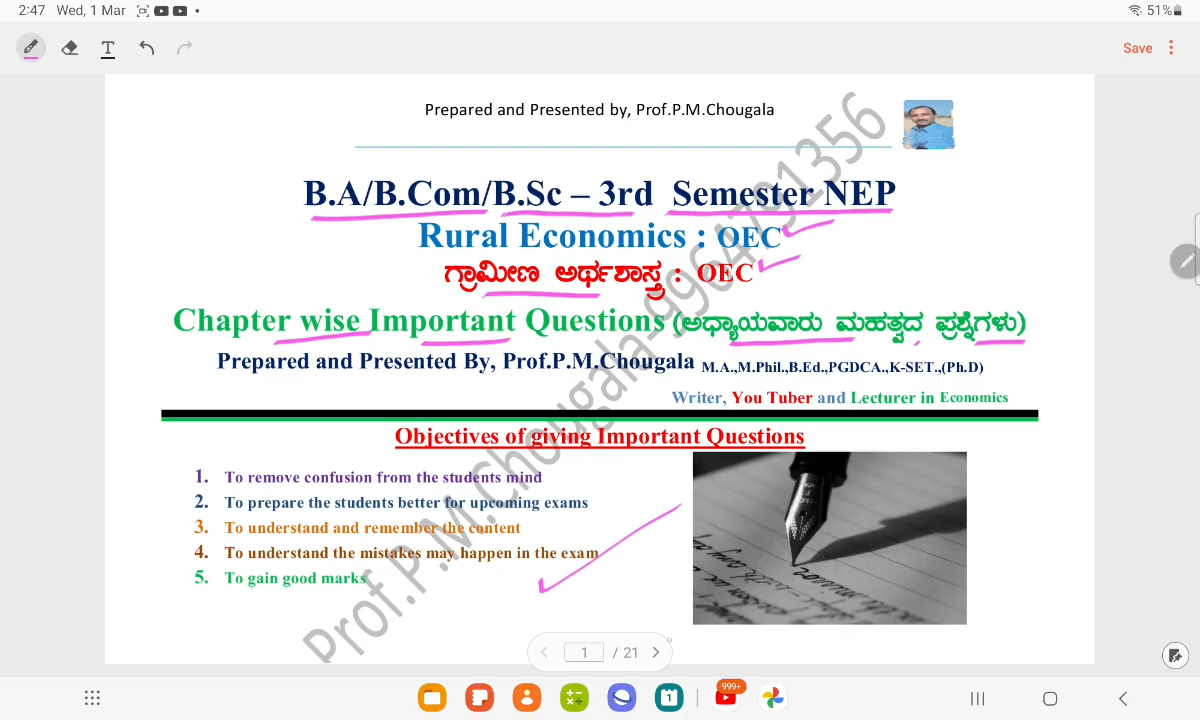 2:47 Wed, 1 Mar
51%
T
Save
Prepared and Presented by, Prof.P.M.Chougala
B.A/B.Com/B.Sc – 3rd Semester NEP
Rural Economics : OEC
ಗ್ರಾಮೀಣ ಅರ್ಥಶಾಸ್ತ್ರ : OEC
Chapter wise Important Questions (ಅಧ್ಯಾಯವಾರು ಮಹತ್ವದ ಪ್ರಶ್ನೆಗಳು)
Prepared and Presented By, Prof.P.M.Chougala M.A.,M.Phil.,B.Ed.,PGDCA.,K-SET.,(Ph.D)
Writer, You Tuber and Lecturer in Economics
Objectives of giving Important Questions
1. To remove confusion from the students mind
2. To prepare the students better for upcoming exams
3. To understand and remember the content
4. To understand the mistakes may happen in the exam
5. To gain good marks
Prof.P.M.Chougala-9964791356
1 / 21
1
999+